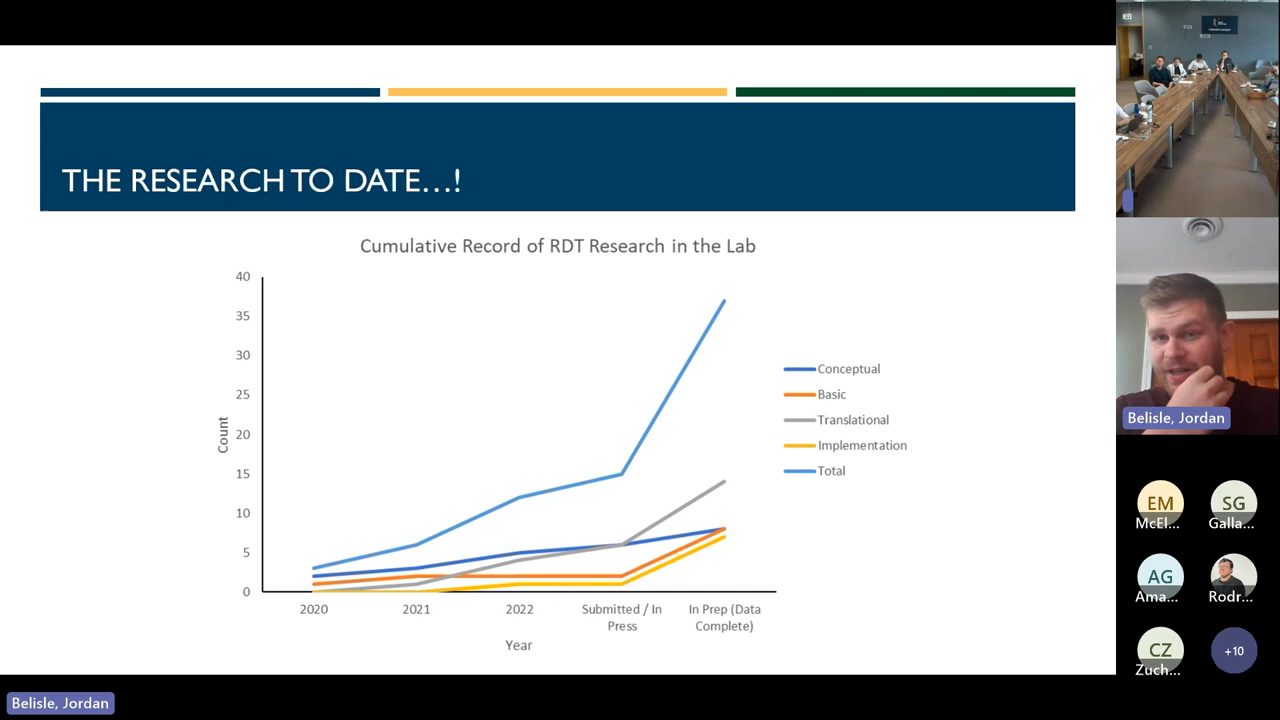 THE RESEARCH TO DATE...!
Cumulative Record of RDT Research in the Lab
40
35
30
25
20
15
10
5
0
Count
2020
2021
2022
Submitted / In
Press
In Prep (Data
Complete)
Year
Conceptual
Basic
Translational
Implementation
Total
Belisle, Jordan
EM
McEl...
SG
Galla...
AG
Ama...
Rodr...
CZ
Zuch...
+10
Belisle, Jordan